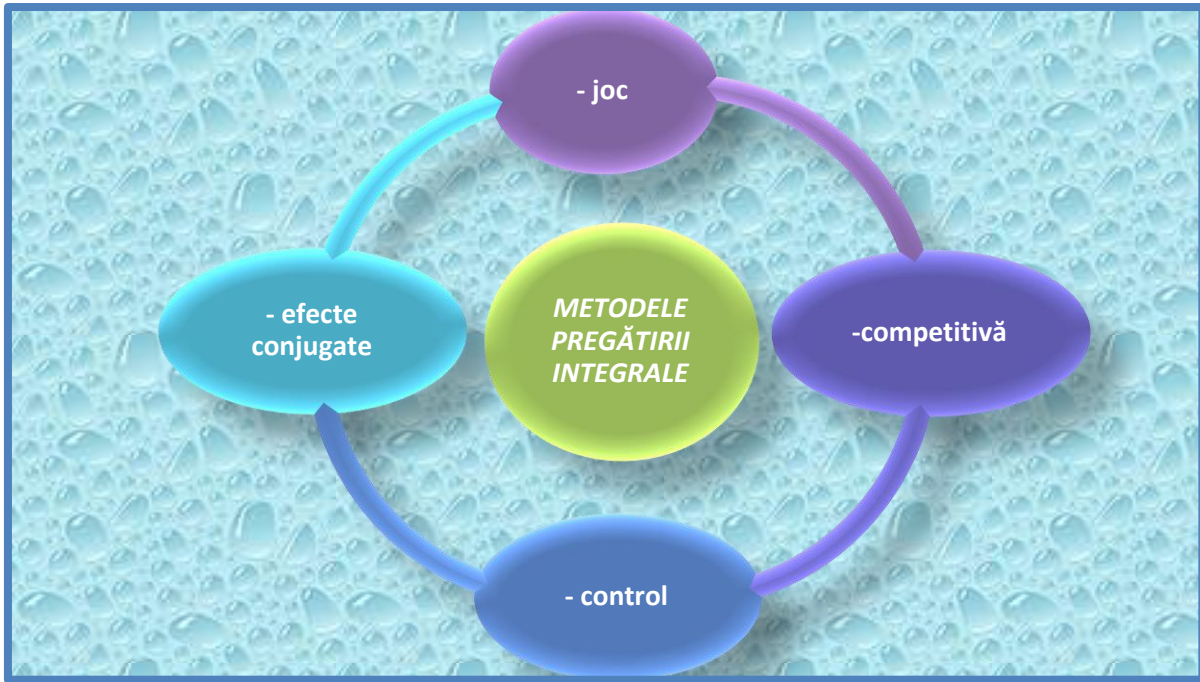 - joc
- efecte
conjugate
METODELE
PREGĂTIRII
INTEGRALE
-competitivă
- control